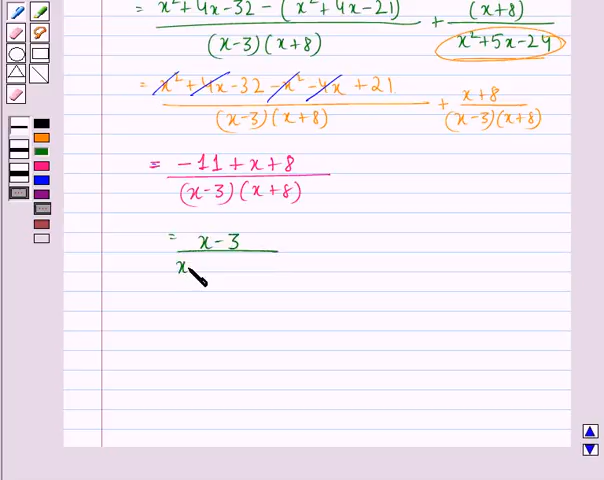 = x² + 4x - 32 - (x² + 4x - 21) / (x-3)(x+8) + (x+8) / x² + 5x - 24
= x² + 4x - 32 - x² - 4x + 21 / (x-3)(x+8) + x+8 / (x-3)(x+8)
= -11 + x + 8 / (x-3)(x+8)
= x - 3 / x